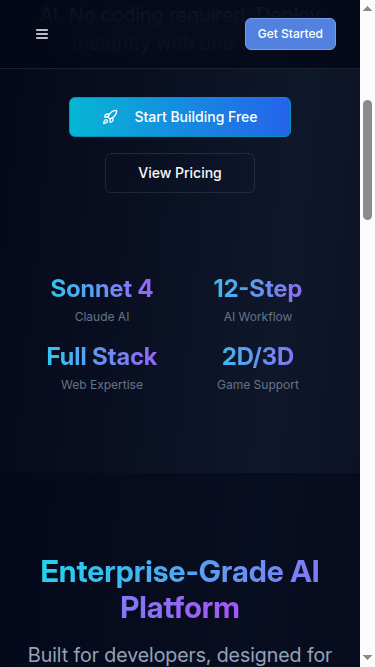 AI. No coding required. Deploy
instantly with one
Get Started
Start Building Free
View Pricing
Sonnet 4
Claude AI
12-Step
AI Workflow
Full Stack
Web Expertise
2D/3D
Game Support
Enterprise-Grade AI
Platform
Built for developers, designed for